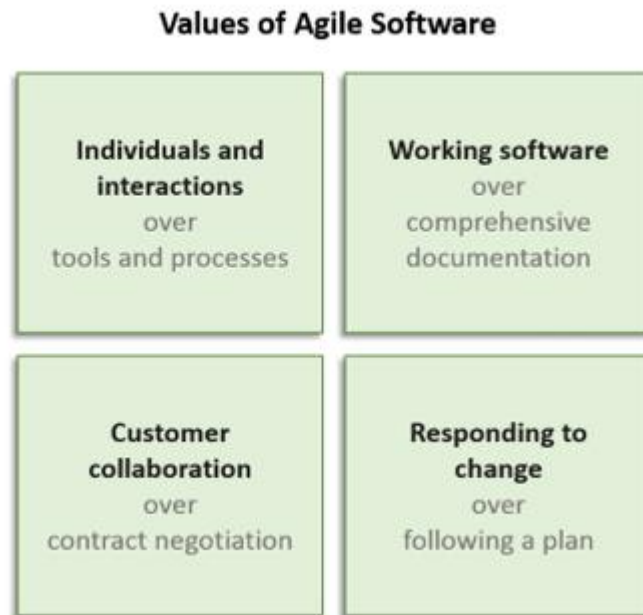 Values of Agile Software
Individuals and
interactions
over
tools and processes
Working software
over
comprehensive
documentation
Customer
collaboration
over
contract negotiation
Responding to
change
over
following a plan